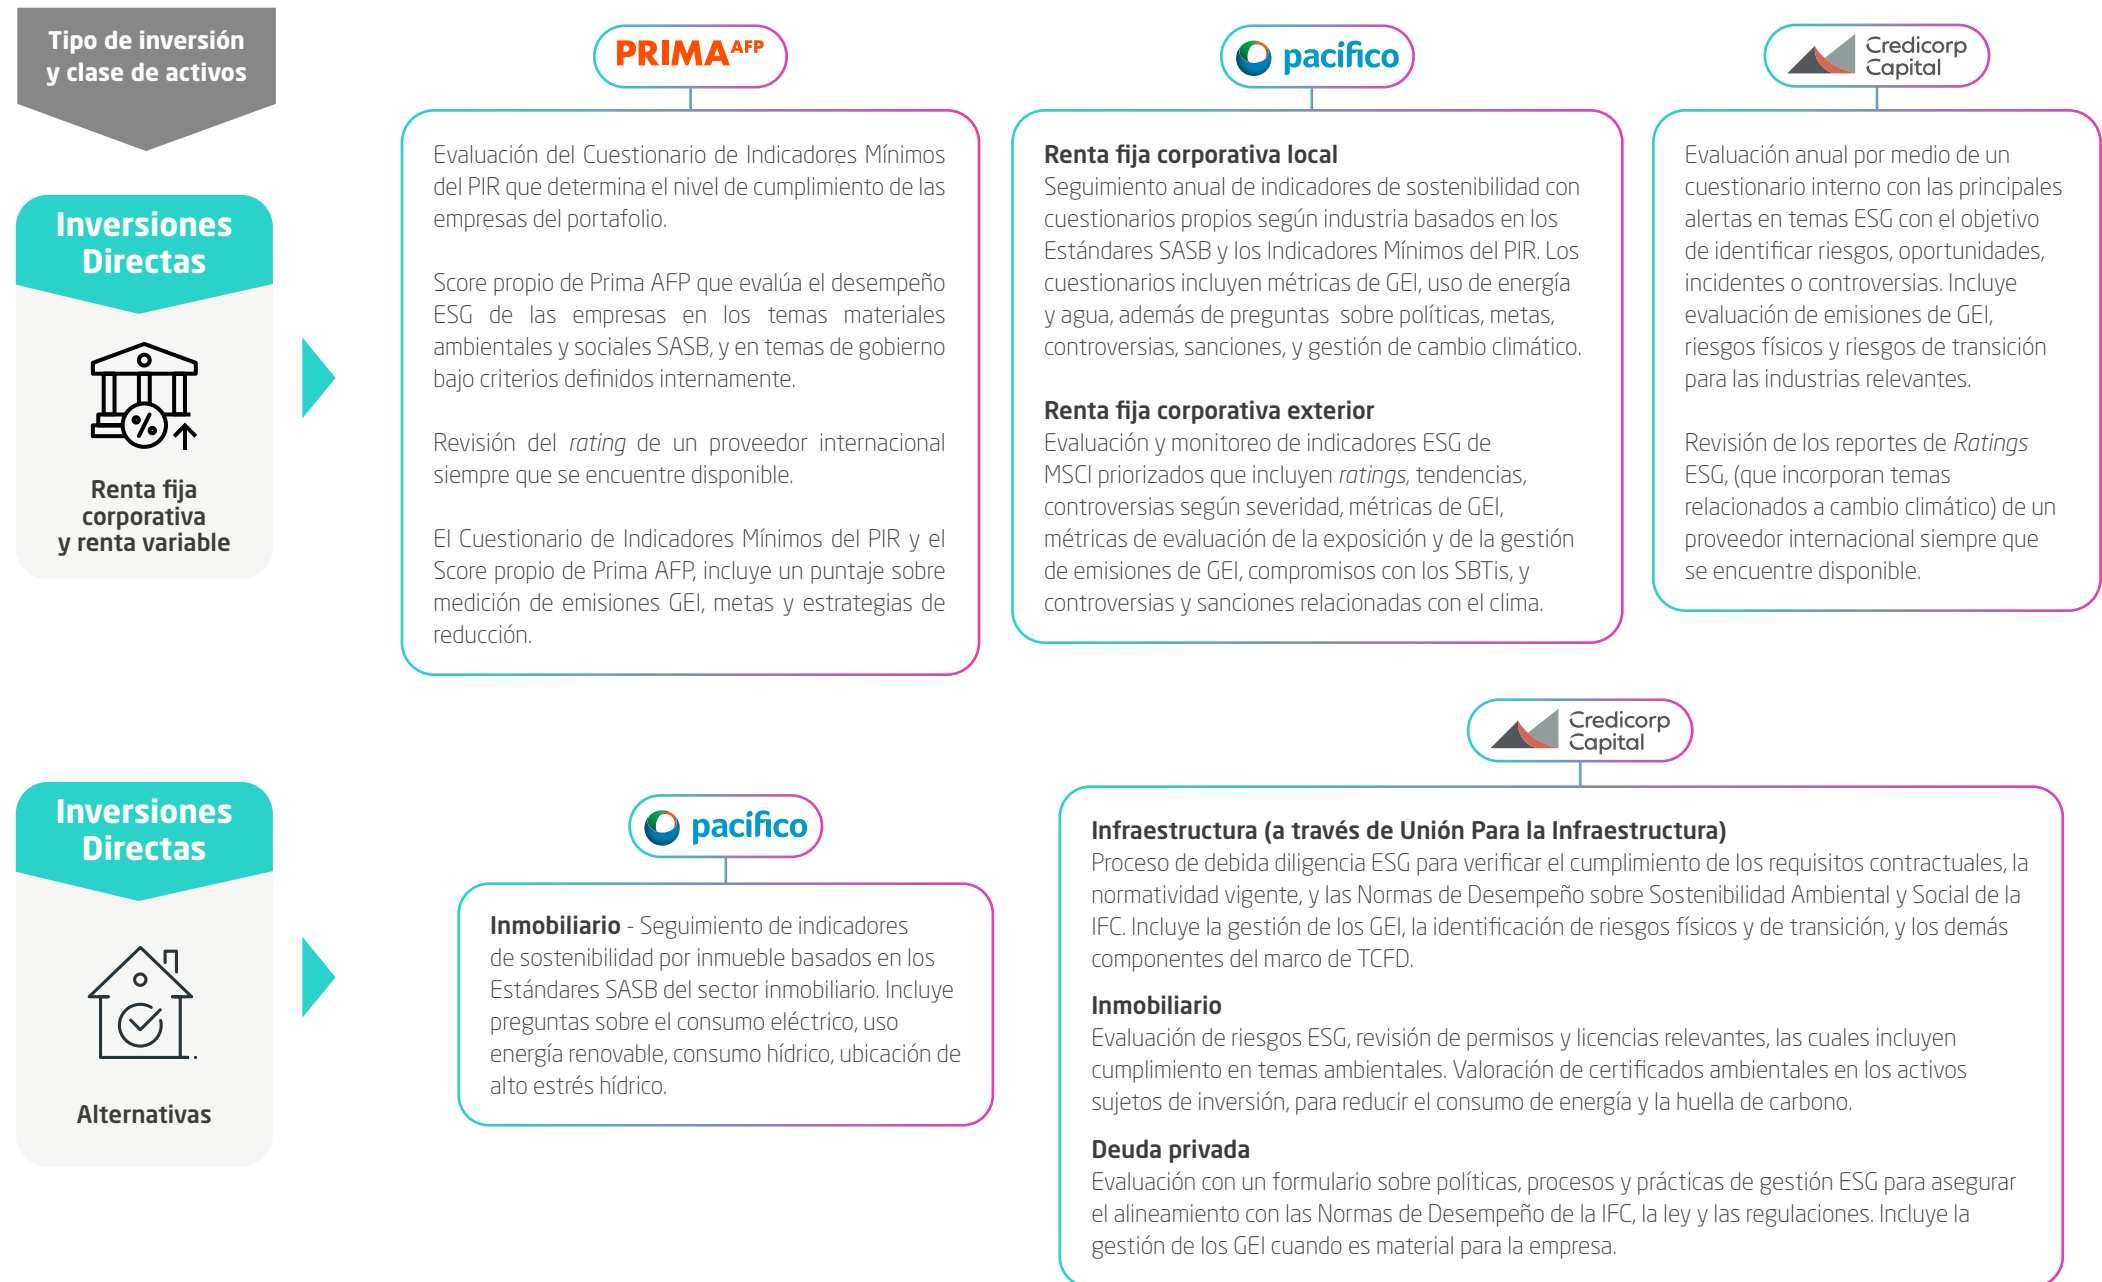 Tipo de inversión
y clase de activos
PRIMA AFP
pacífico
Credicorp
Capital
Inversiones
Directas
%
Renta fija
corporativa
y renta variable
Evaluación del Cuestionario de Indicadores Mínimos
del PIR que determina el nivel de cumplimiento de las
empresas del portafolio.
Score propio de Prima AFP que evalúa el desempeño
ESG de las empresas en los temas materiales
ambientales y sociales SASB, y en temas de gobierno
bajo criterios definidos internamente.
Revisión del rating de un proveedor internacional
siempre que se encuentre disponible.
El Cuestionario de Indicadores Mínimos del PIR y el
Score propio de Prima AFP, incluye un puntaje sobre
medición de emisiones GEI, metas y estrategias de
reducción.
Renta fija corporativa local
Seguimiento anual de indicadores de sostenibilidad con
cuestionarios propios según industria basados en los
Estándares SASB y los Indicadores Mínimos del PIR. Los
cuestionarios incluyen métricas de GEI, uso de energía
y agua, además de preguntas sobre políticas, metas,
controversias, sanciones, y gestión de cambio climático.
Renta fija corporativa exterior
Evaluación y monitoreo de indicadores ESG de
MSCI priorizados que incluyen ratings, tendencias,
controversias según severidad, métricas de GEI,
métricas de evaluación de la exposición y de la gestión
de emisiones de GEI, compromisos con los SBTis, y
controversias y sanciones relacionadas con el clima.
Evaluación anual por medio de un
cuestionario interno con las principales
alertas en temas ESG con el objetivo
de identificar riesgos, oportunidades,
incidentes o controversias. Incluye
evaluación de emisiones de GEI,
riesgos físicos y riesgos de transición
para las industrias relevantes.
Revisión de los reportes de Ratings
ESG, (que incorporan temas
relacionados a cambio climático) de un
proveedor internacional siempre que
se encuentre disponible.
Inversiones
Directas
Alternativas
pacífico
Inmobiliario - Seguimiento de indicadores
de sostenibilidad por inmueble basados en los
Estándares SASB del sector inmobiliario. Incluye
preguntas sobre el consumo eléctrico, uso
energía renovable, consumo hídrico, ubicación de
alto estrés hídrico.
Credicorp
Capital
Infraestructura (a través de Unión Para la Infraestructura)
Proceso de debida diligencia ESG para verificar el cumplimiento de los requisitos contractuales, la
normatividad vigente, y las Normas de Desempeño sobre Sostenibilidad Ambiental y Social de la
IFC. Incluye la gestión de los GEI, la identificación de riesgos físicos y de transición, y los demás
componentes del marco de TCFD.
Inmobiliario
Evaluación de riesgos ESG, revisión de permisos y licencias relevantes, las cuales incluyen
cumplimiento en temas ambientales. Valoración de certificados ambientales en los activos
sujetos de inversión, para reducir el consumo de energía y la huella de carbono.
Deuda privada
Evaluación con un formulario sobre políticas, procesos y prácticas de gestión ESG para asegurar
el alineamiento con las Normas de Desempeño de la IFC, la ley y las regulaciones. Incluye la
gestión de los GEI cuando es material para la empresa.